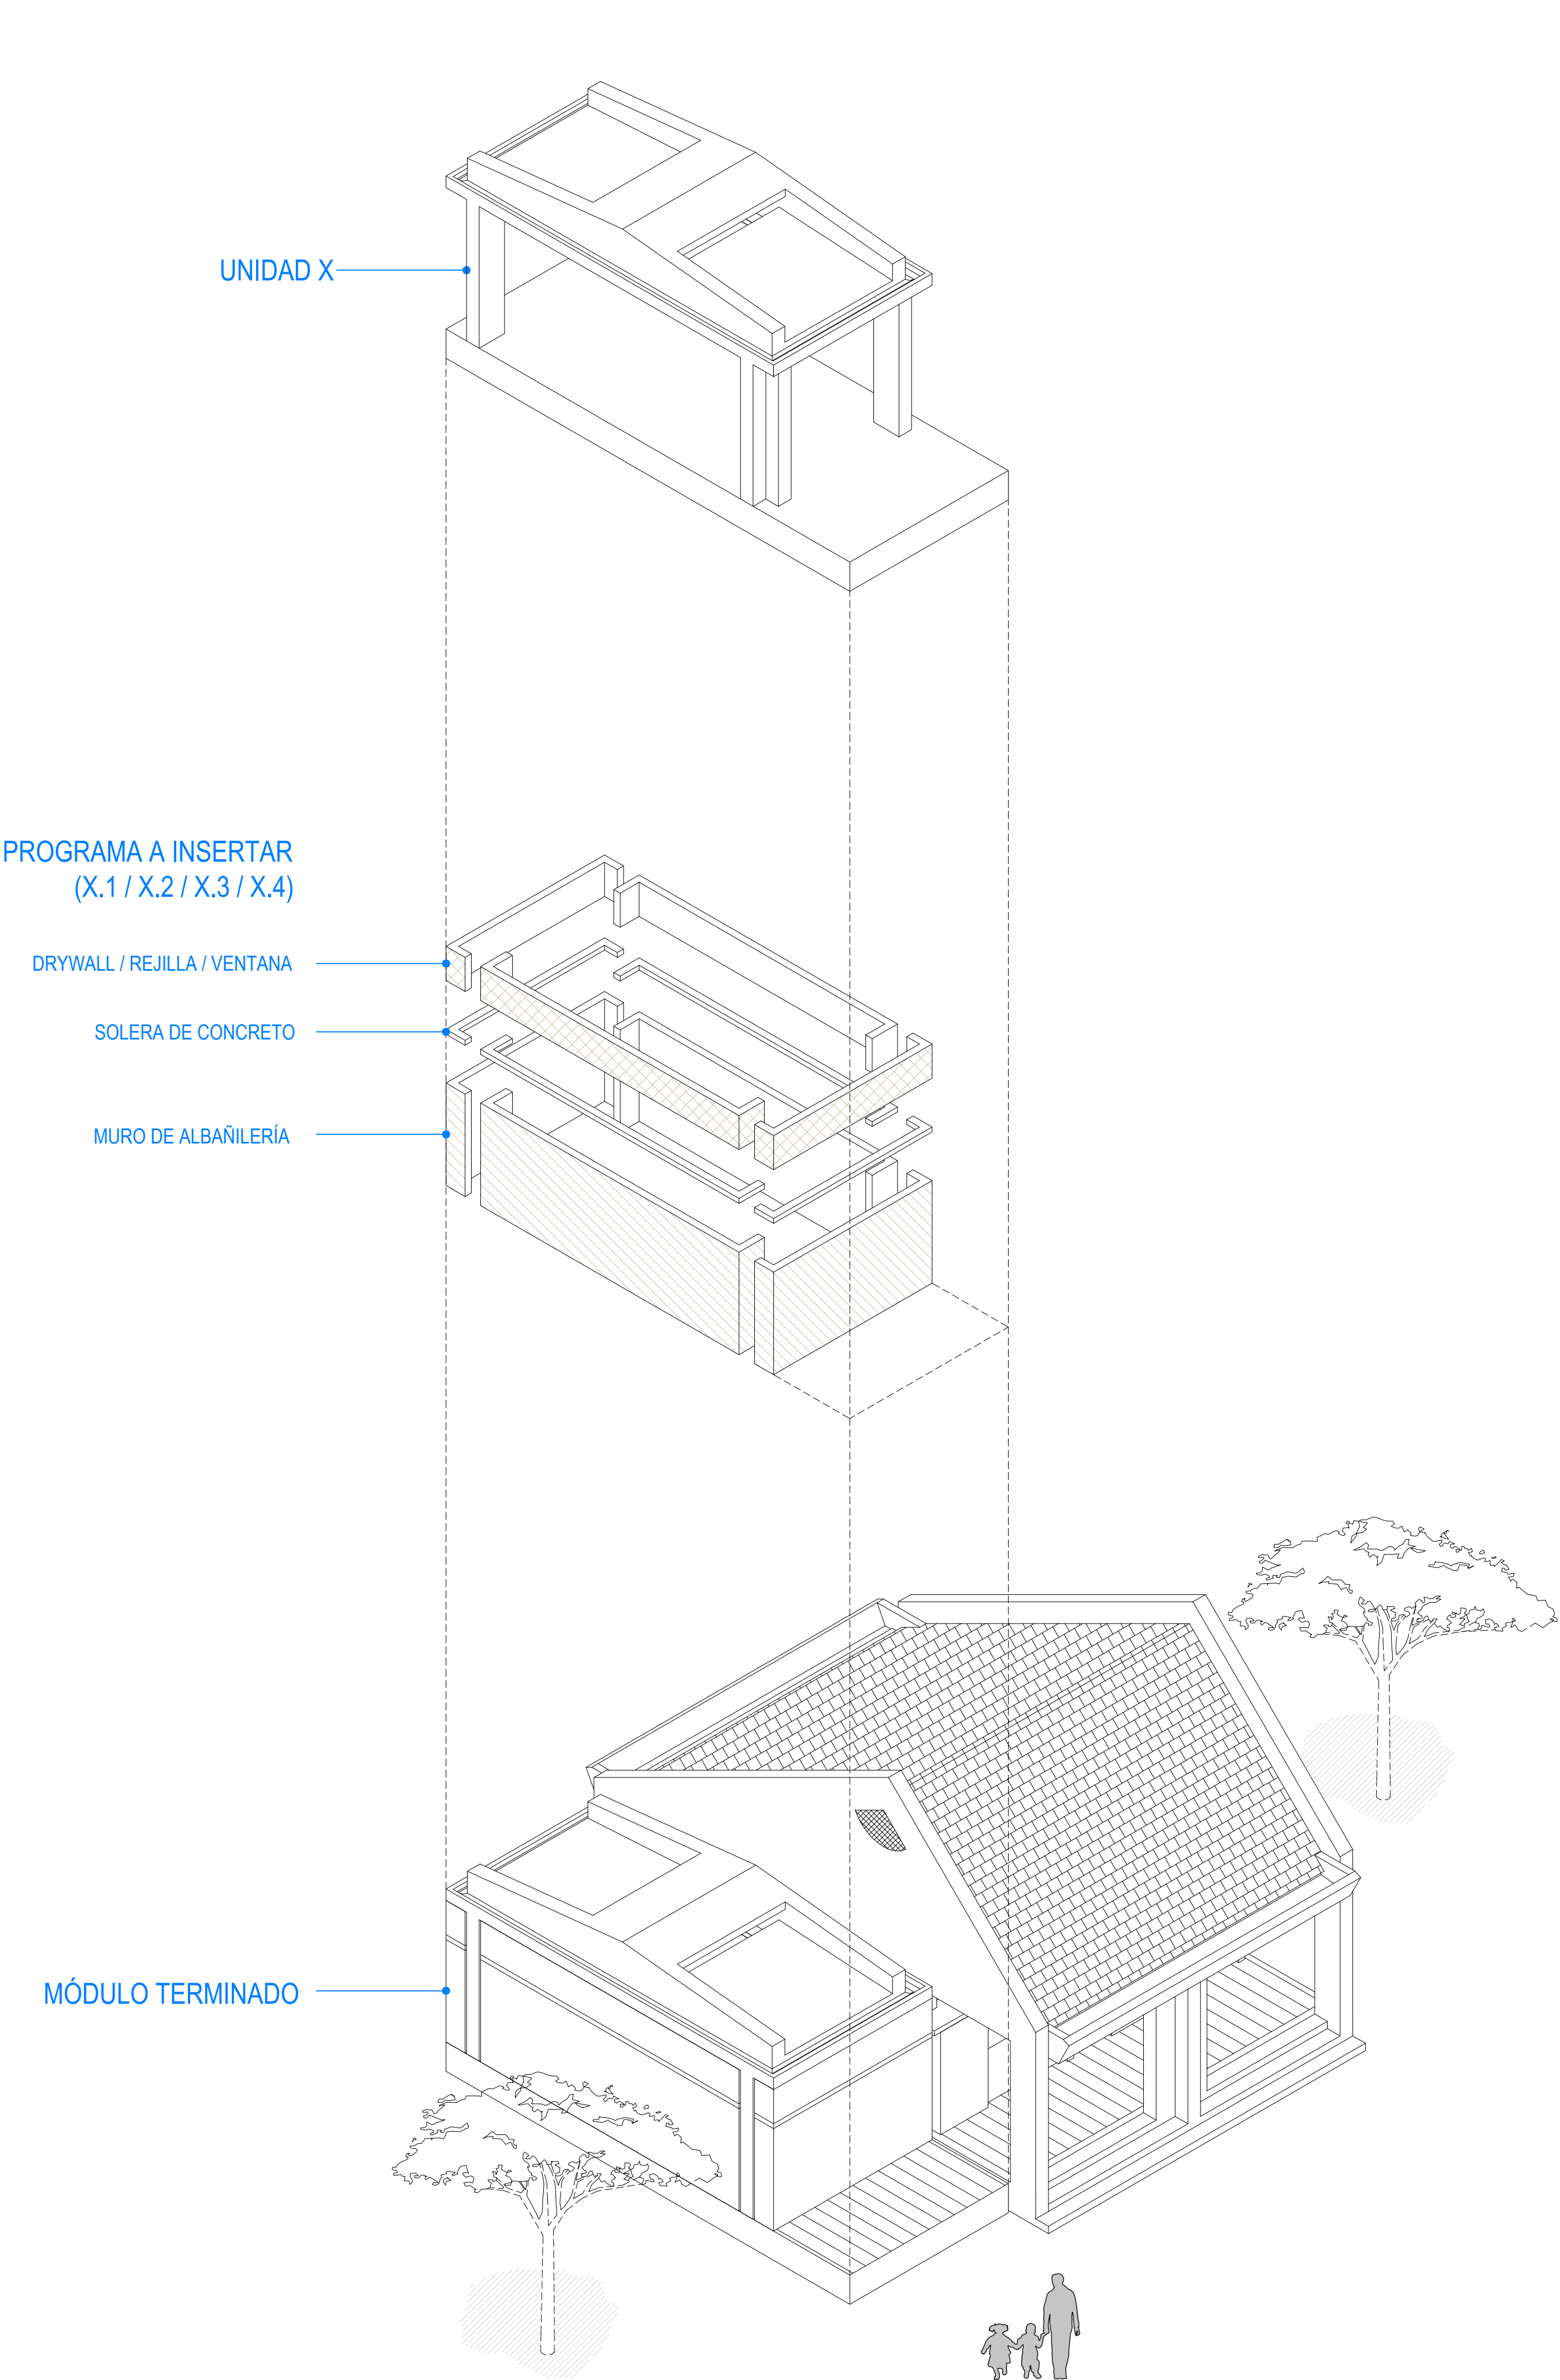 UNIDAD X
PROGRAMA A INSERTAR
(X.1 / X.2 / X.3 / X.4)
DRYWALL / REJILLA / VENTANA
SOLERA DE CONCRETO
MURO DE ALBAÑILERÍA
MÓDULO TERMINADO